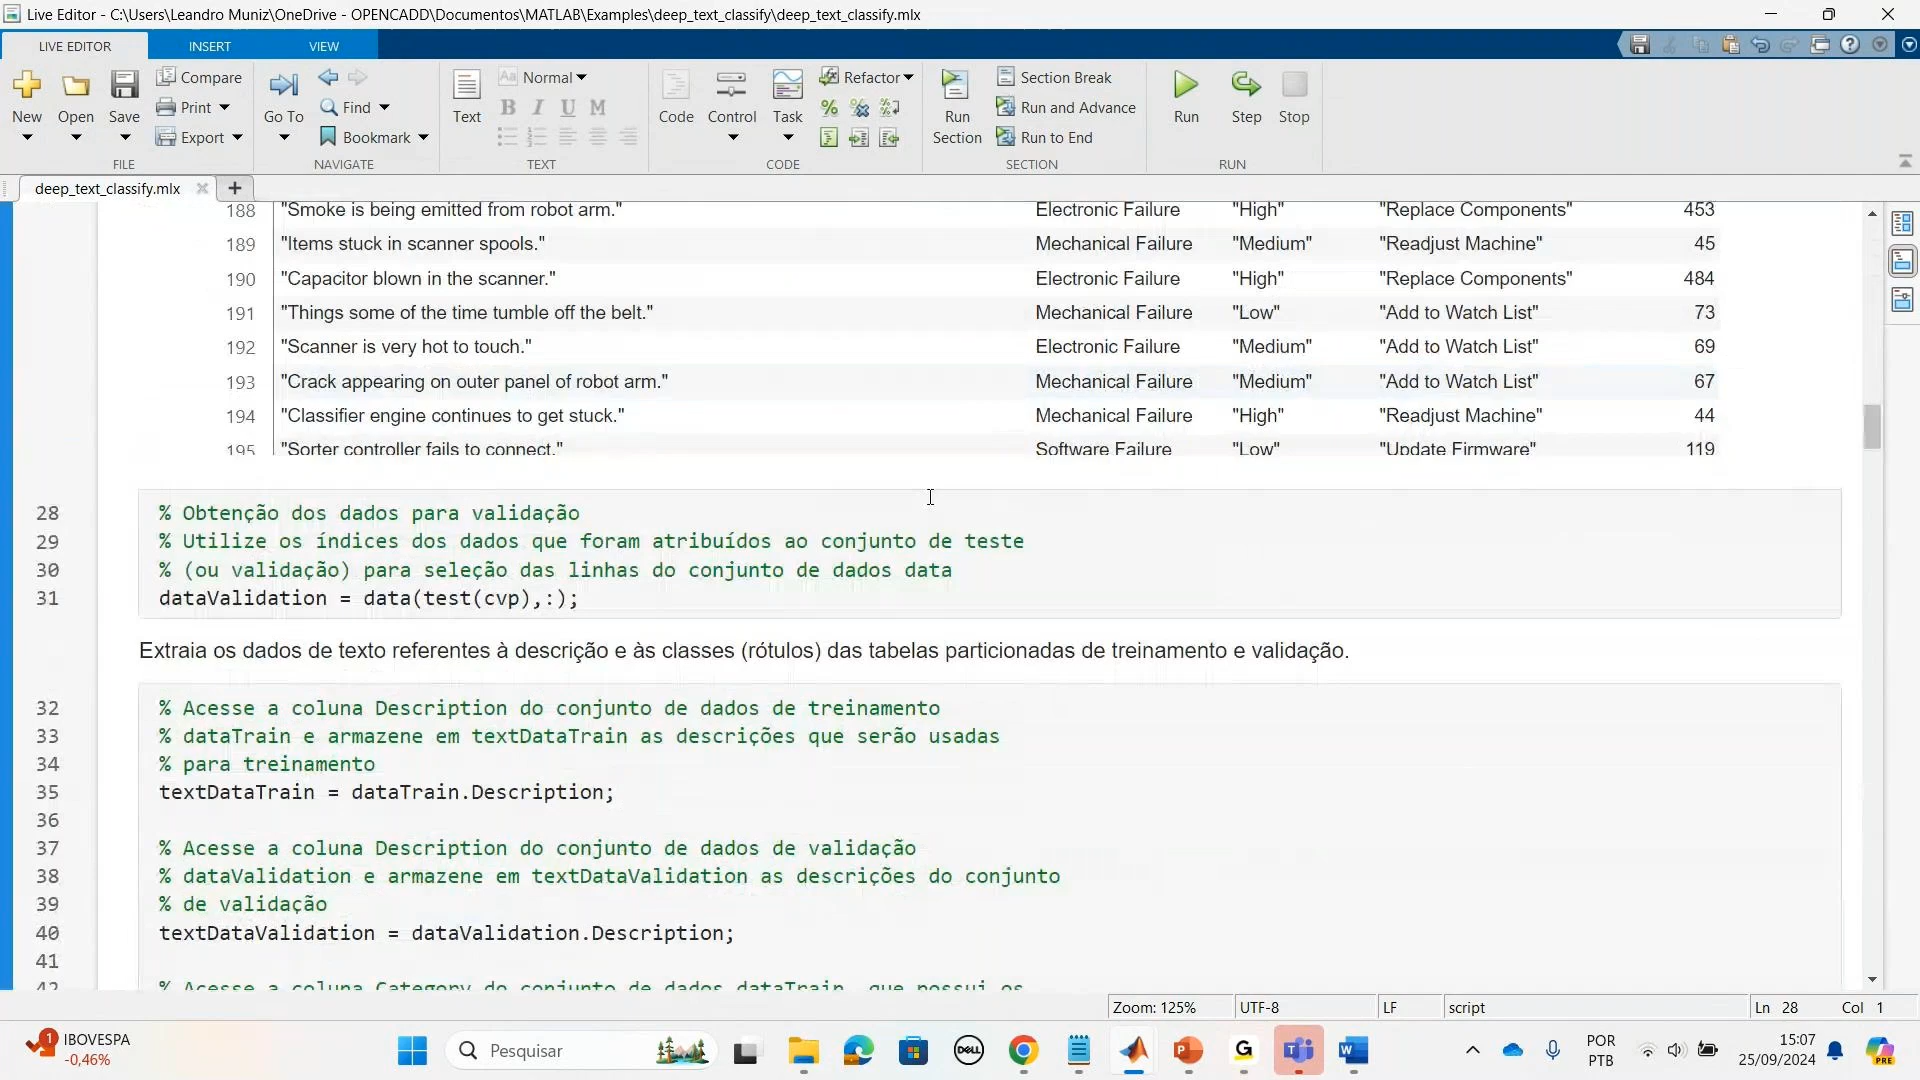 Live Editor - C:\Users\Leandro Muniz\OneDrive - OPENCADD\Documentos\MATLAB\Examples\deep_text_classify\deep_text_classify.mlx
LIVE EDITOR INSERT VIEW
New Open Save Compare Print Export
FILE
Go To Find Bookmark
NAVIGATE
Text Normal B I U M
TEXT
Code Control Task Refactor
CODE
Run Section Section Break Run and Advance Run to End
SECTION
Run Step Stop
RUN
deep_text_classify.mlx
188 "Smoke is being emitted from robot arm." Electronic Failure "High" "Replace Components" 453
189 "Items stuck in scanner spools." Mechanical Failure "Medium" "Readjust Machine" 45
190 "Capacitor blown in the scanner." Electronic Failure "High" "Replace Components" 484
191 "Things some of the time tumble off the belt." Mechanical Failure "Low" "Add to Watch List" 73
192 "Scanner is very hot to touch." Electronic Failure "Medium" "Add to Watch List" 69
193 "Crack appearing on outer panel of robot arm." Mechanical Failure "Medium" "Add to Watch List" 67
194 "Classifier engine continues to get stuck." Mechanical Failure "High" "Readjust Machine" 44
195 "Sorter controller fails to connect." Software Failure "Low" "Update Firmware" 119
28 % Obtenção dos dados para validação
29 % Utilize os índices dos dados que foram atribuídos ao conjunto de teste
30 % (ou validação) para seleção das linhas do conjunto de dados data
31 dataValidation = data(test(cvp),:);
Extraia os dados de texto referentes à descrição e às classes (rótulos) das tabelas particionadas de treinamento e validação.
32 % Acesse a coluna Description do conjunto de dados de treinamento
33 % dataTrain e armazene em textDataTrain as descrições que serão usadas
34 % para treinamento
35 textDataTrain = dataTrain.Description;
36
37 % Acesse a coluna Description do conjunto de dados de validação
38 % dataValidation e armazene em textDataValidation as descrições do conjunto
39 % de validação
40 textDataValidation = dataValidation.Description;
41
42 % Acesse a coluna Category do conjunto de dados dataTrain, que possui os
Zoom: 125% UTF-8 LF script Ln 28 Col 1
1 IBOVESPA
-0,46%
Pesquisar
DELL
POR
PTB
15:07
25/09/2024
PRE